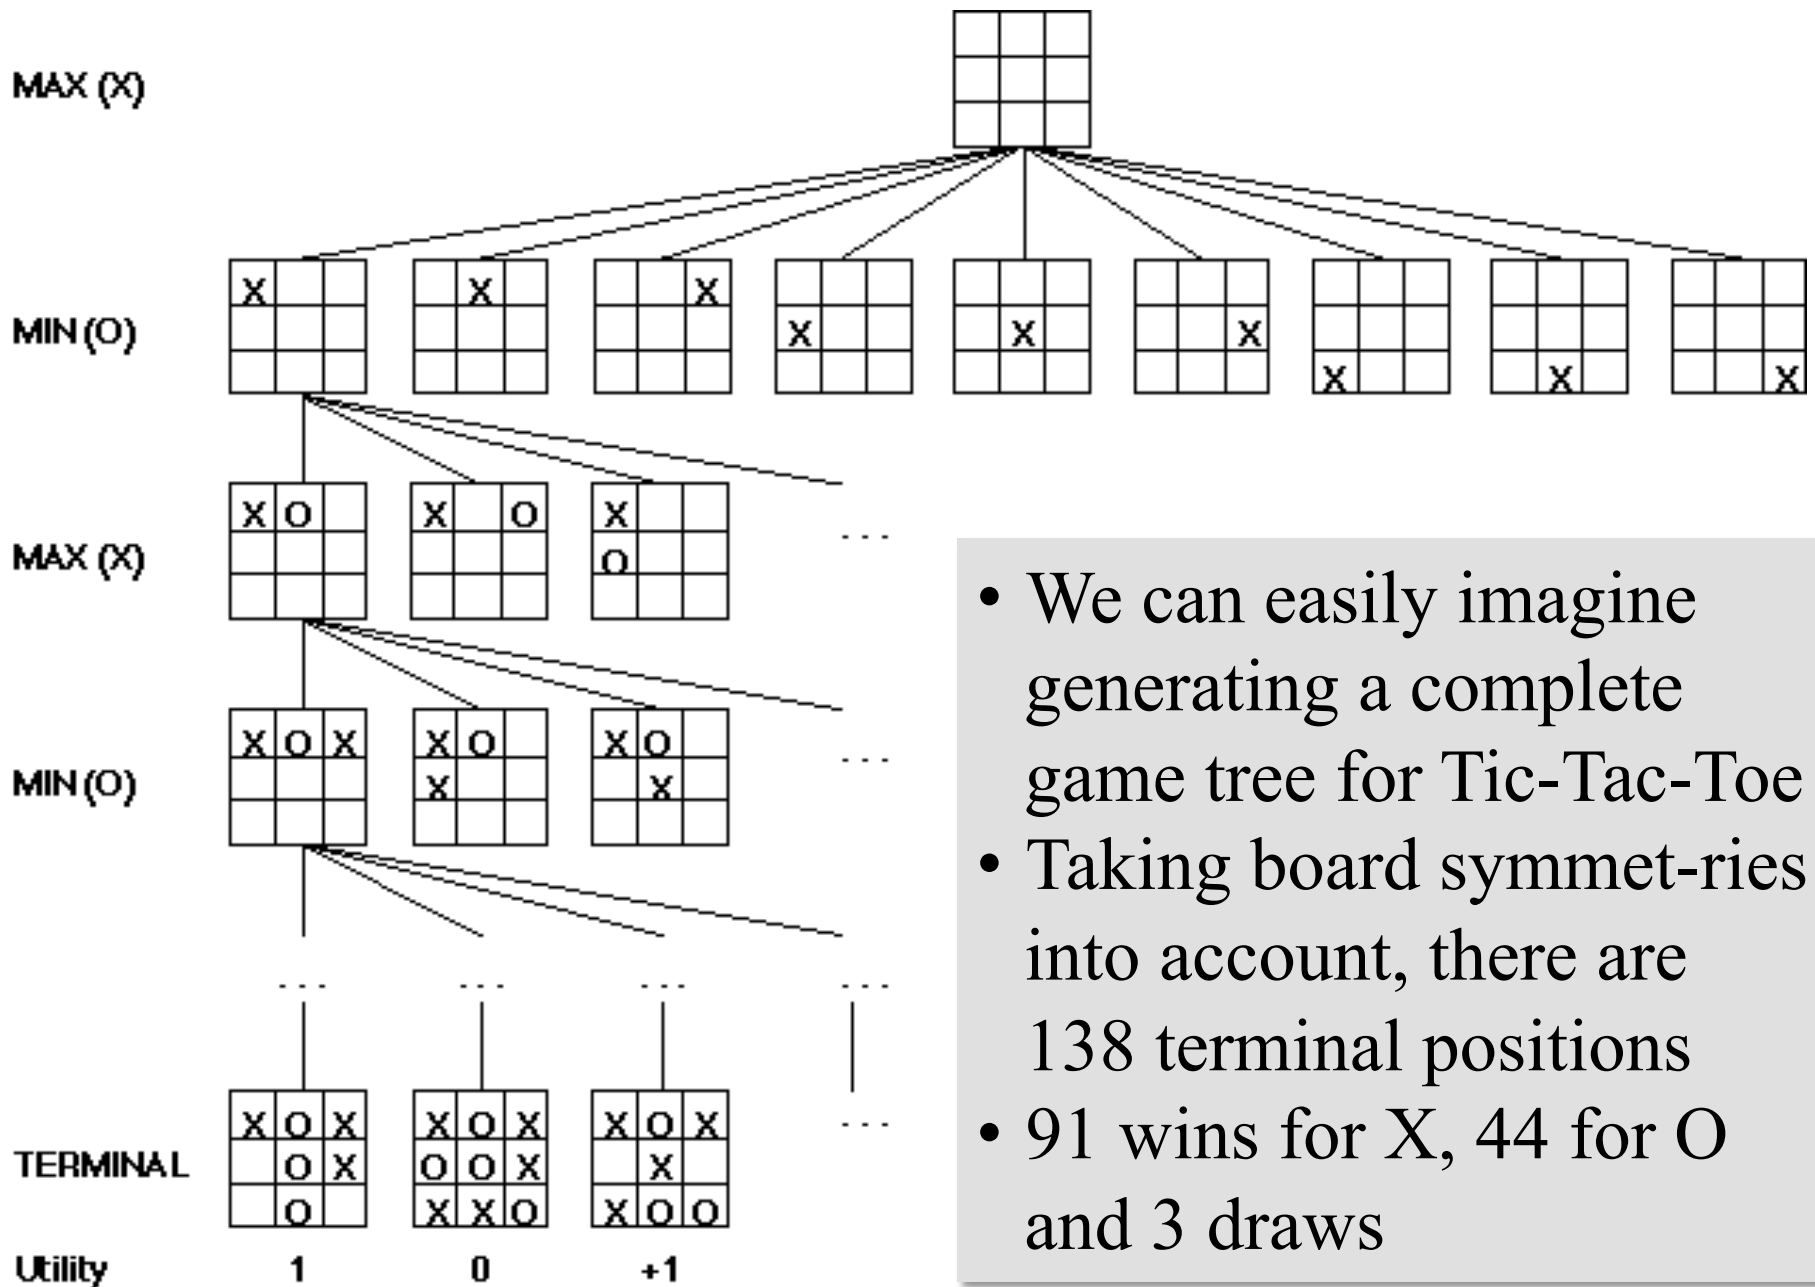 MAX (X)
MIN (O)
X X X X X X X X X
MAX (X)
X O X O X
O
...
MIN (O)
X O X X O X O
X X
...
... ... ... ...
TERMINAL
X O X X O X X O X
O X O O X X
O X X O X O O
...
Utility 1 0 +1
• We can easily imagine
generating a complete
game tree for Tic-Tac-Toe
• Taking board symmet-ries
into account, there are
138 terminal positions
• 91 wins for X, 44 for O
and 3 draws